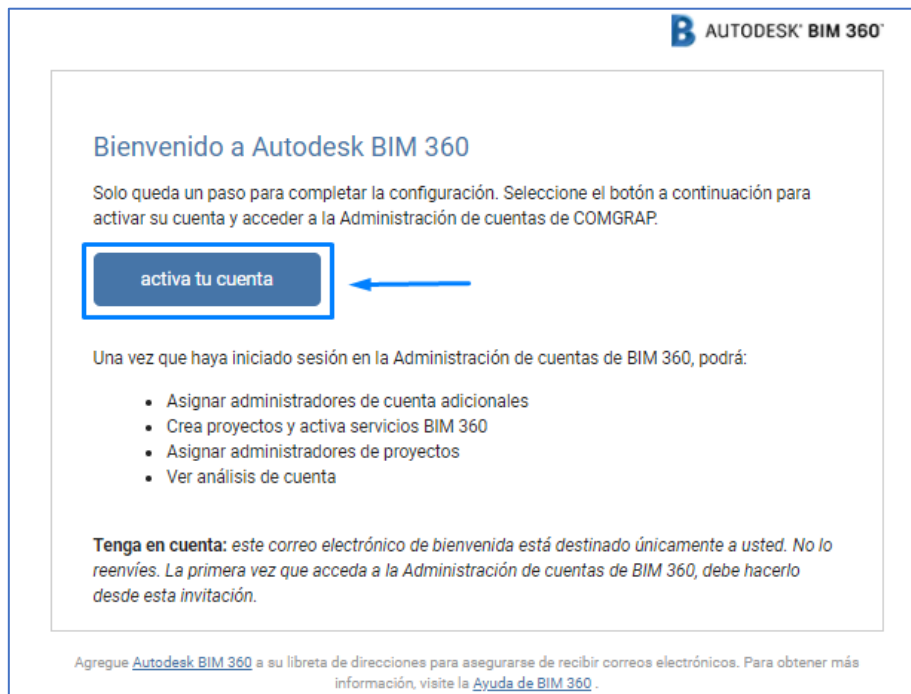 AUTODESK® BIM 360™
Bienvenido a Autodesk BIM 360
Solo queda un paso para completar la configuración. Seleccione el botón a continuación para
activar su cuenta y acceder a la Administración de cuentas de COMGRAP.
activa tu cuenta
Una vez que haya iniciado sesión en la Administración de cuentas de BIM 360, podrá:
• Asignar administradores de cuenta adicionales
• Crea proyectos y activa servicios BIM 360
• Asignar administradores de proyectos
• Ver análisis de cuenta
Tenga en cuenta: este correo electrónico de bienvenida está destinado únicamente a usted. No lo
reenvíes. La primera vez que acceda a la Administración de cuentas de BIM 360, debe hacerlo
desde esta invitación.
Agregue Autodesk BIM 360 a su libreta de direcciones para asegurarse de recibir correos electrónicos. Para obtener más
información, visite la Ayuda de BIM 360 .